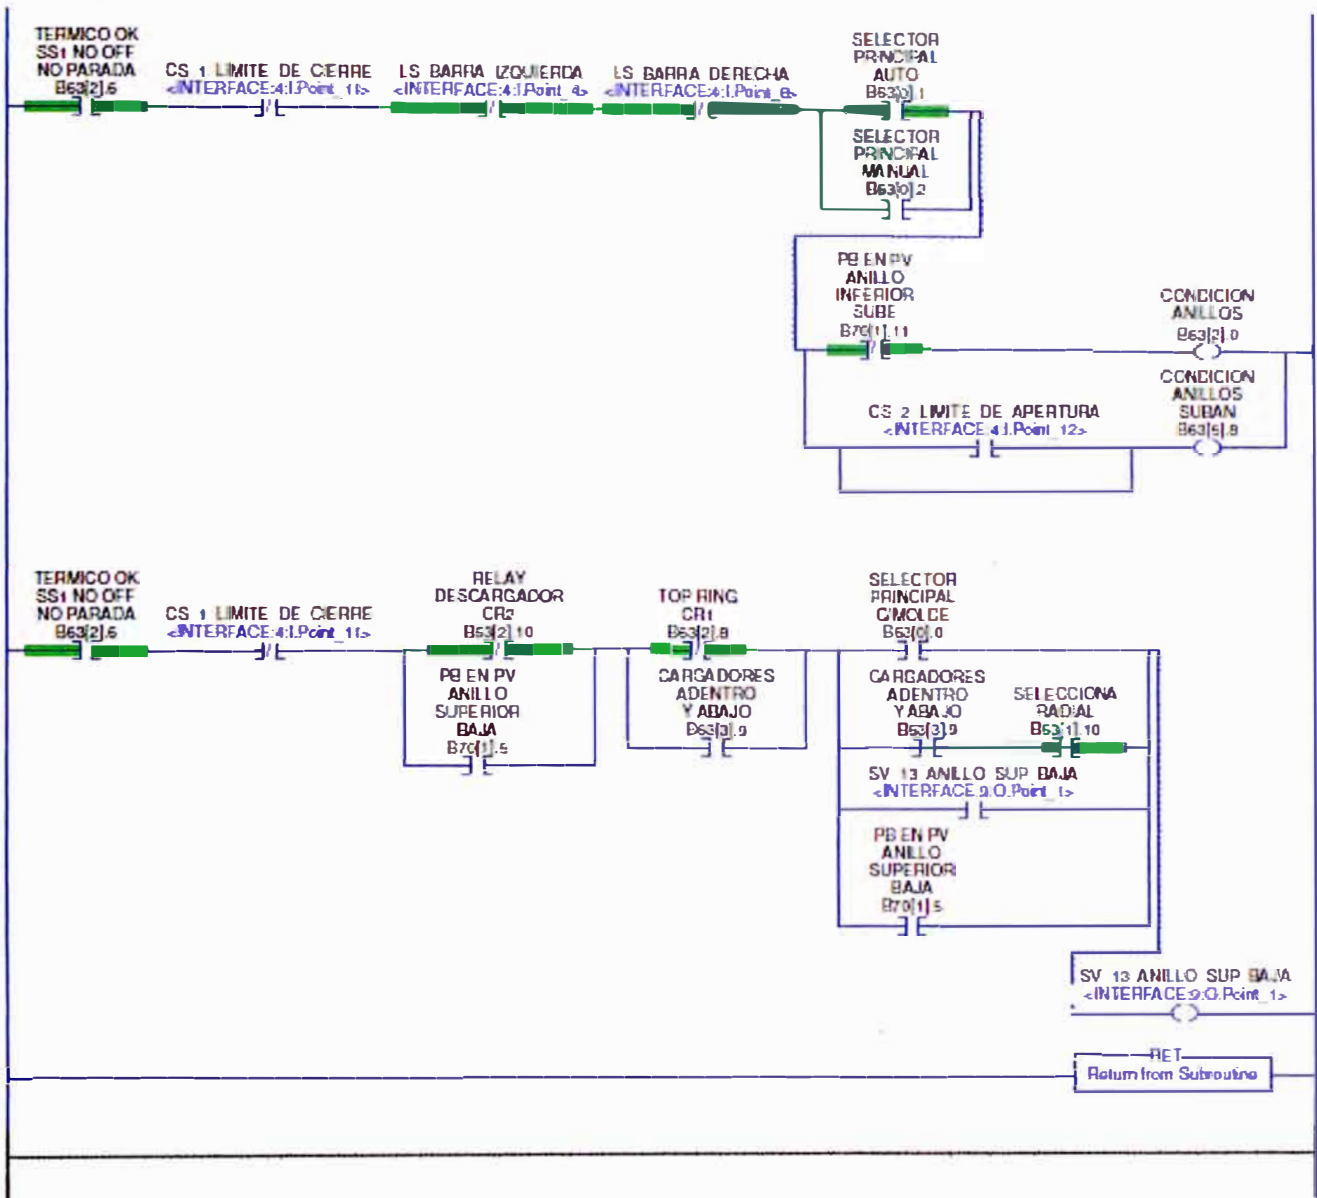 TERMICO OK
SS1 NO OFF
NO PARADA
B63[2].6
CS 1 LIMITE DE CIERRE
<INTERFACE:4:I.Point_11>
LS BARRA IZQUIERDA
<INTERFACE:4:I.Point_4>
LS BARRA DERECHA
SELECTOR
PRINCIPAL
AUTO
B63[0].1
SELECTOR
PRINCIPAL
MANUAL
B63[0].2
PB EN PV
ANILLO
INFERIOR
SUBE
B70[1].11
CONDICION
ANILLOS
B63[2].0
CS 2 LIMITE DE APERTURA
<INTERFACE:4:I.Point_12>
CONDICION
ANILLOS
SUBAN
TERMICO OK
SS1 NO OFF
NO PARADA
B63[2].6
CS 1 LIMITE DE CIERRE
<INTERFACE:4:I.Point_11>
RELAY
DESCARGADOR
CR2
B63[2].10
PB EN PV
ANILLO
SUPERIOR
BAJA
B70[1].5
TOP RING
CR1
B63[2].8
CARGADORES
ADENTRO
Y ABAJO
B63[3].9
SELECTOR
PRINCIPAL
B63[0].0
CARGADORES
ADENTRO
Y ABAJO
B63[3].9
SELECCIONA
RADIAL
B63[1].10
SV 13 ANILLO SUP BAJA
<INTERFACE:9:O.Point_1>
PB EN PV
ANILLO
SUPERIOR
BAJA
B70[1].5
SV 13 ANILLO SUP BAJA
<INTERFACE:9:O.Point_1>
RET
Return from Subroutine